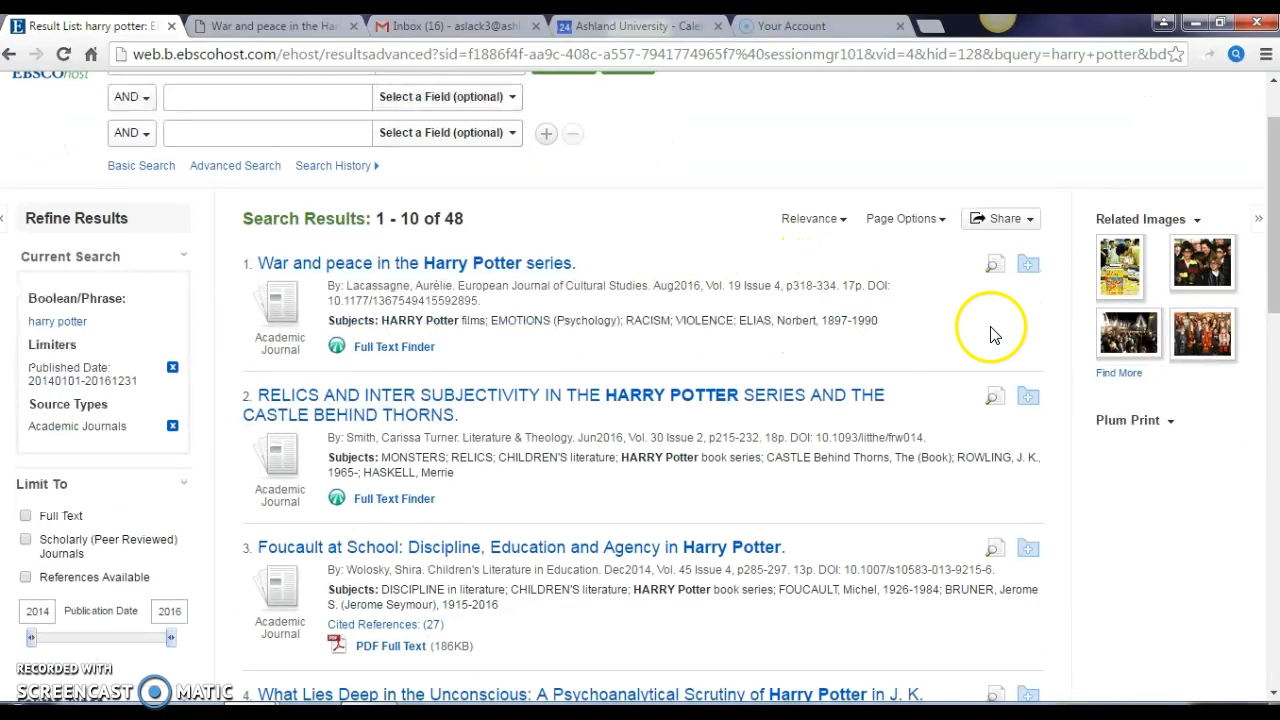 Result List: harry potter: E
War and peace in the Har
Inbox (16) - aslack3@ashl
24 Ashland University - Cale
Your Account
web.b.ebscohost.com/ehost/resultsadvanced?sid=f1886f4f-aa9c-408c-a557-7941774965f7%40sessionmgr101&vid=4&hid=128&bquery=harry+potter&bd
EBSCOhost
AND Select a Field (optional)
AND Select a Field (optional)
Basic Search Advanced Search Search History
Refine Results
Current Search
Boolean/Phrase:
harry potter
Limiters
Published Date:
20140101-20161231
Source Types
Academic Journals
Limit To
Full Text
Scholarly (Peer Reviewed)
Journals
References Available
2014 Publication Date 2016
Search Results: 1 - 10 of 48
Relevance Page Options Share
1. War and peace in the Harry Potter series.
By: Lacassagne, Aurélie. European Journal of Cultural Studies. Aug2016, Vol. 19 Issue 4, p318-334. 17p. DOI:
10.1177/1367549415592895.
Subjects: HARRY Potter films; EMOTIONS (Psychology); RACISM; VIOLENCE; ELIAS, Norbert, 1897-1990
Academic
Journal
Full Text Finder
2. RELICS AND INTER SUBJECTIVITY IN THE HARRY POTTER SERIES AND THE
CASTLE BEHIND THORNS.
By: Smith, Carissa Turner. Literature & Theology. Jun2016, Vol. 30 Issue 2, p215-232. 18p. DOI: 10.1093/litthe/frw014.
Subjects: MONSTERS; RELICS; CHILDREN'S literature; HARRY Potter book series; CASTLE Behind Thorns, The (Book); ROWLING, J. K.,
1965-; HASKELL, Merrie
Academic
Journal
Full Text Finder
3. Foucault at School: Discipline, Education and Agency in Harry Potter.
By: Wolosky, Shira. Children's Literature in Education. Dec2014, Vol. 45 Issue 4, p285-297. 13p. DOI: 10.1007/s10583-013-9215-6.
Subjects: DISCIPLINE in literature; CHILDREN'S literature; HARRY Potter book series; FOUCAULT, Michel, 1926-1984; BRUNER, Jerome
S. (Jerome Seymour), 1915-2016
Academic
Journal
Cited References: (27)
PDF Full Text (186KB)
4. What Lies Deep in the Unconscious: A Psychoanalytical Scrutiny of Harry Potter in J. K.
Related Images
Find More
Plum Print
RECORDED WITH
SCREENCAST MATIC